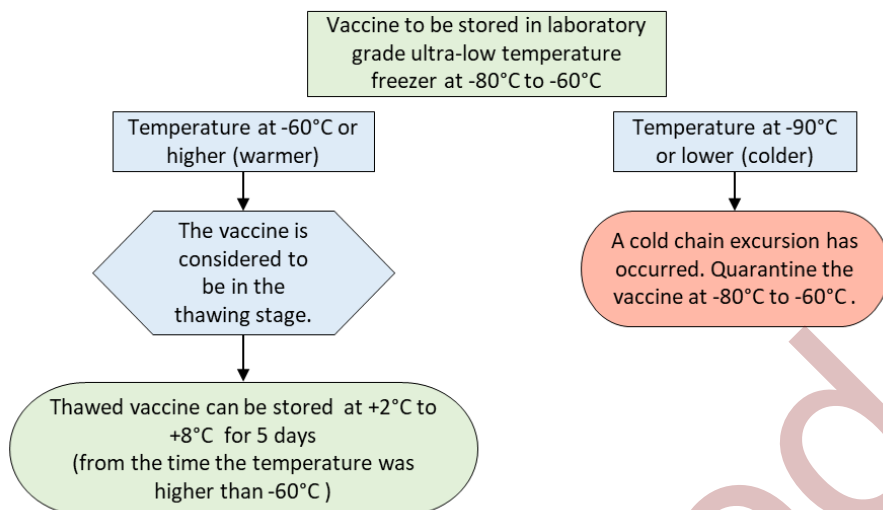 Vaccine to be stored in laboratory
grade ultra-low temperature
freezer at -80°C to -60°C
Temperature at -60°C or
higher (warmer)
Temperature at -90°C
or lower (colder)
The vaccine is
considered to
be in the
thawing stage.
A cold chain excursion has
occurred. Quarantine the
vaccine at -80°C to -60°C .
Thawed vaccine can be stored at +2°C to
+8°C for 5 days
(from the time the temperature was
higher than -60°C )